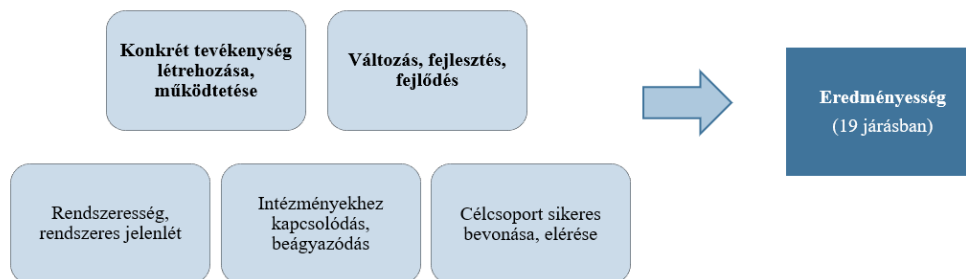 Konkrét tevékenység
létrehozása,
működtetése
Változás, fejlesztés,
fejlődés
Eredményesség
(19 járásban)
Rendszeresség,
rendszeres jelenlét
Intézményekhez
kapcsolódás,
beágyazódás
Célcsoport sikeres
bevonása, elérése